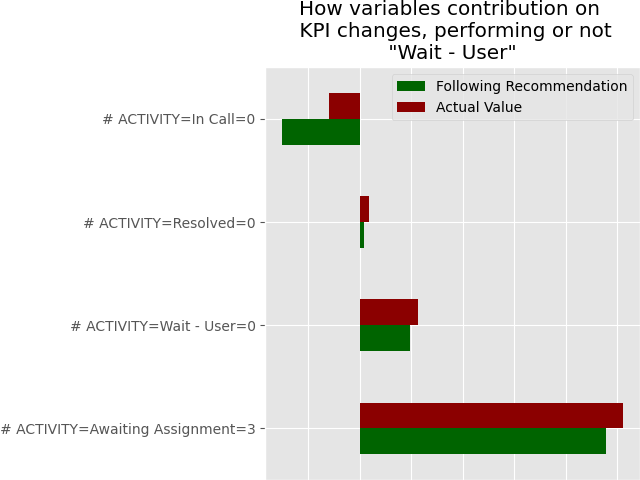 How variables contribution on
KPI changes, performing or not
"Wait - User"
Following Recommendation
Actual Value
# ACTIVITY=In Call=0
# ACTIVITY=Resolved=0
# ACTIVITY=Wait - User=0
# ACTIVITY=Awaiting Assignment=3